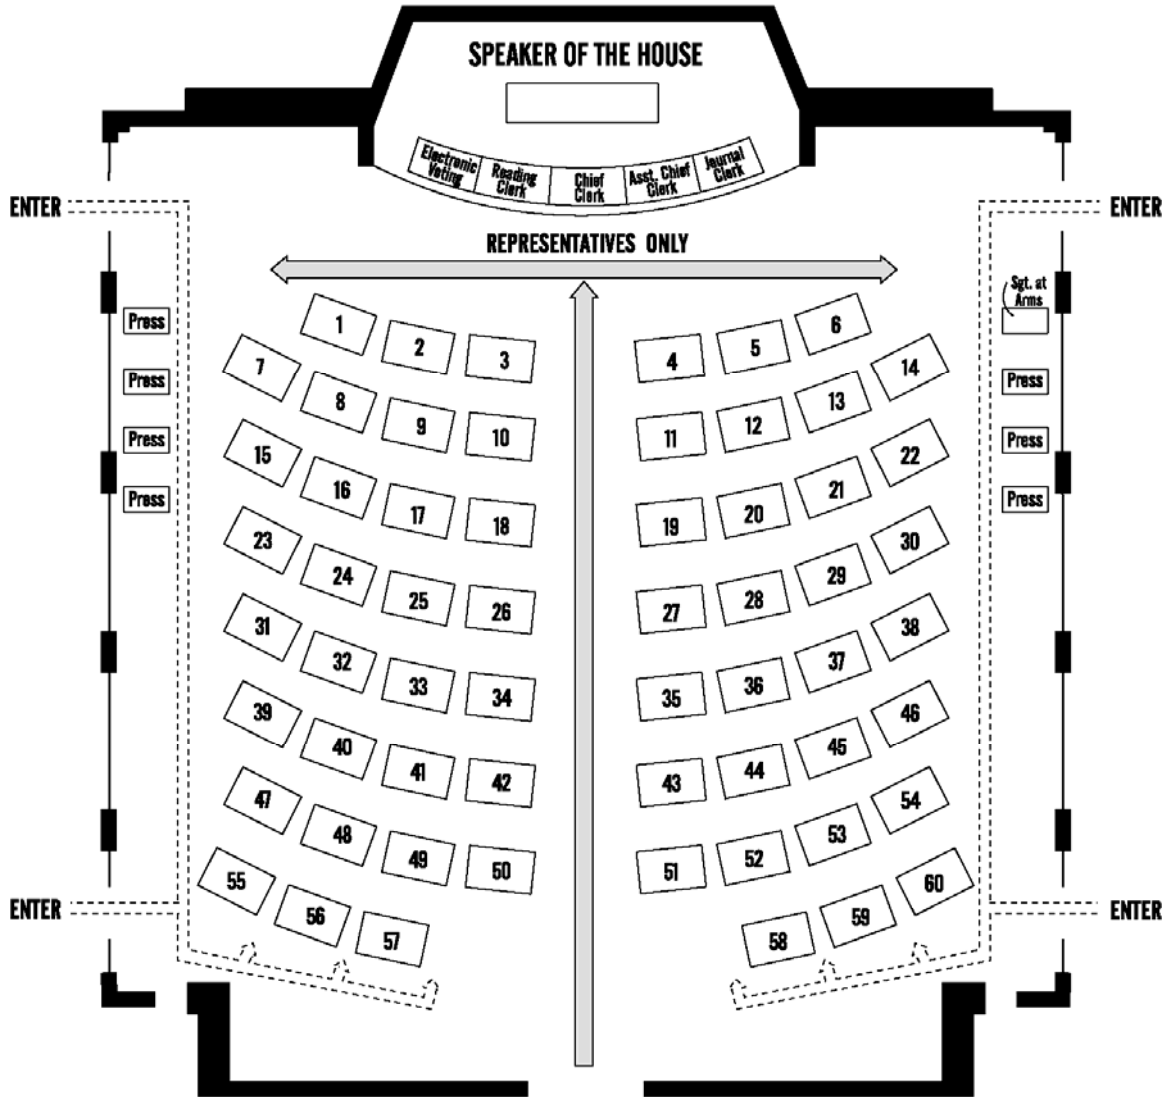 SPEAKER OF THE HOUSE
Electronic
Voting
Reading
Clerk
Chief
Clerk
Asst. Chief
Clerk
Journal
Clerk
ENTER
ENTER
REPRESENTATIVES ONLY
Sgt. at
Arms
Press
Press
Press
Press
Press
Press
Press
1 2 3 4 5 6
7 8 9 10 11 12 13 14
15 16 17 18 19 20 21 22
23 24 25 26 27 28 29 30
31 32 33 34 35 36 37 38
39 40 41 42 43 44 45 46
47 48 49 50 51 52 53 54
55 56 57 58 59 60
ENTER
ENTER